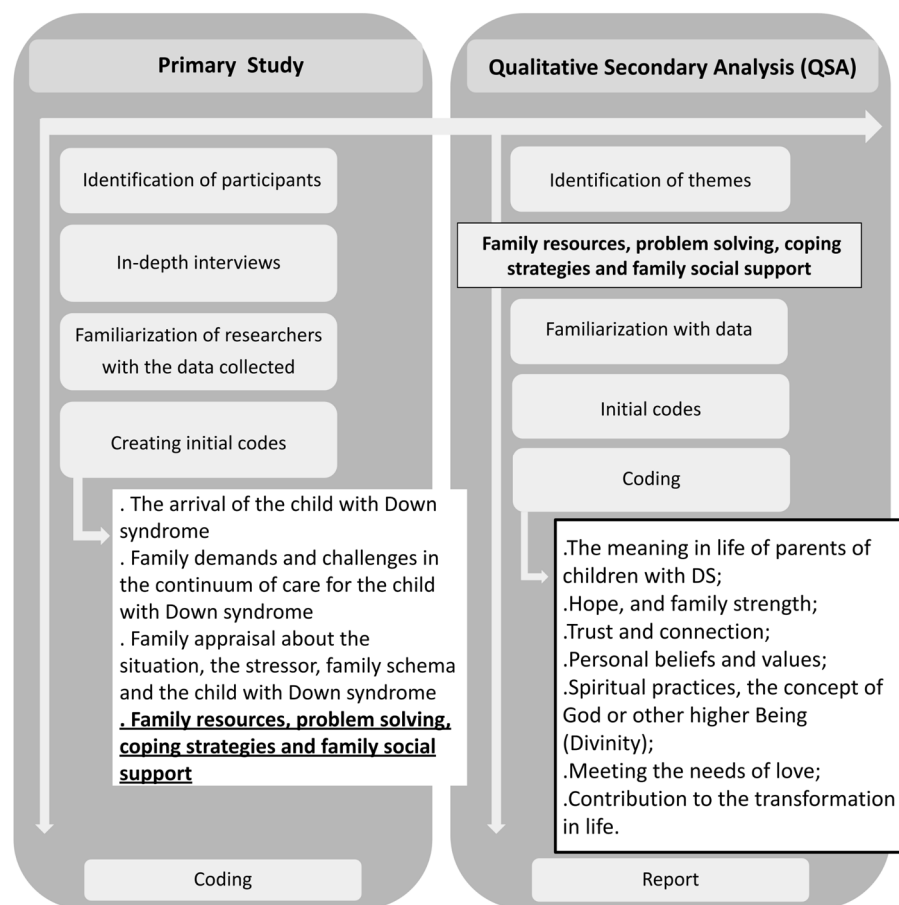 Primary Study
Identification of participants
In-depth interviews
Familiarization of researchers
with the data collected
Creating initial codes
. The arrival of the child with Down
syndrome
. Family demands and challenges in
the continuum of care for the child
with Down syndrome
. Family appraisal about the
situation, the stressor, family schema
and the child with Down syndrome
. Family resources, problem solving,
coping strategies and family social
support
Coding
Qualitative Secondary Analysis (QSA)
Identification of themes
Family resources, problem solving, coping
strategies and family social support
Familiarization with data
Initial codes
Coding
.The meaning in life of parents of
children with DS;
.Hope, and family strength;
.Trust and connection;
.Personal beliefs and values;
.Spiritual practices, the concept of
God or other higher Being
(Divinity);
.Meeting the needs of love;
.Contribution to the transformation
in life.
Report